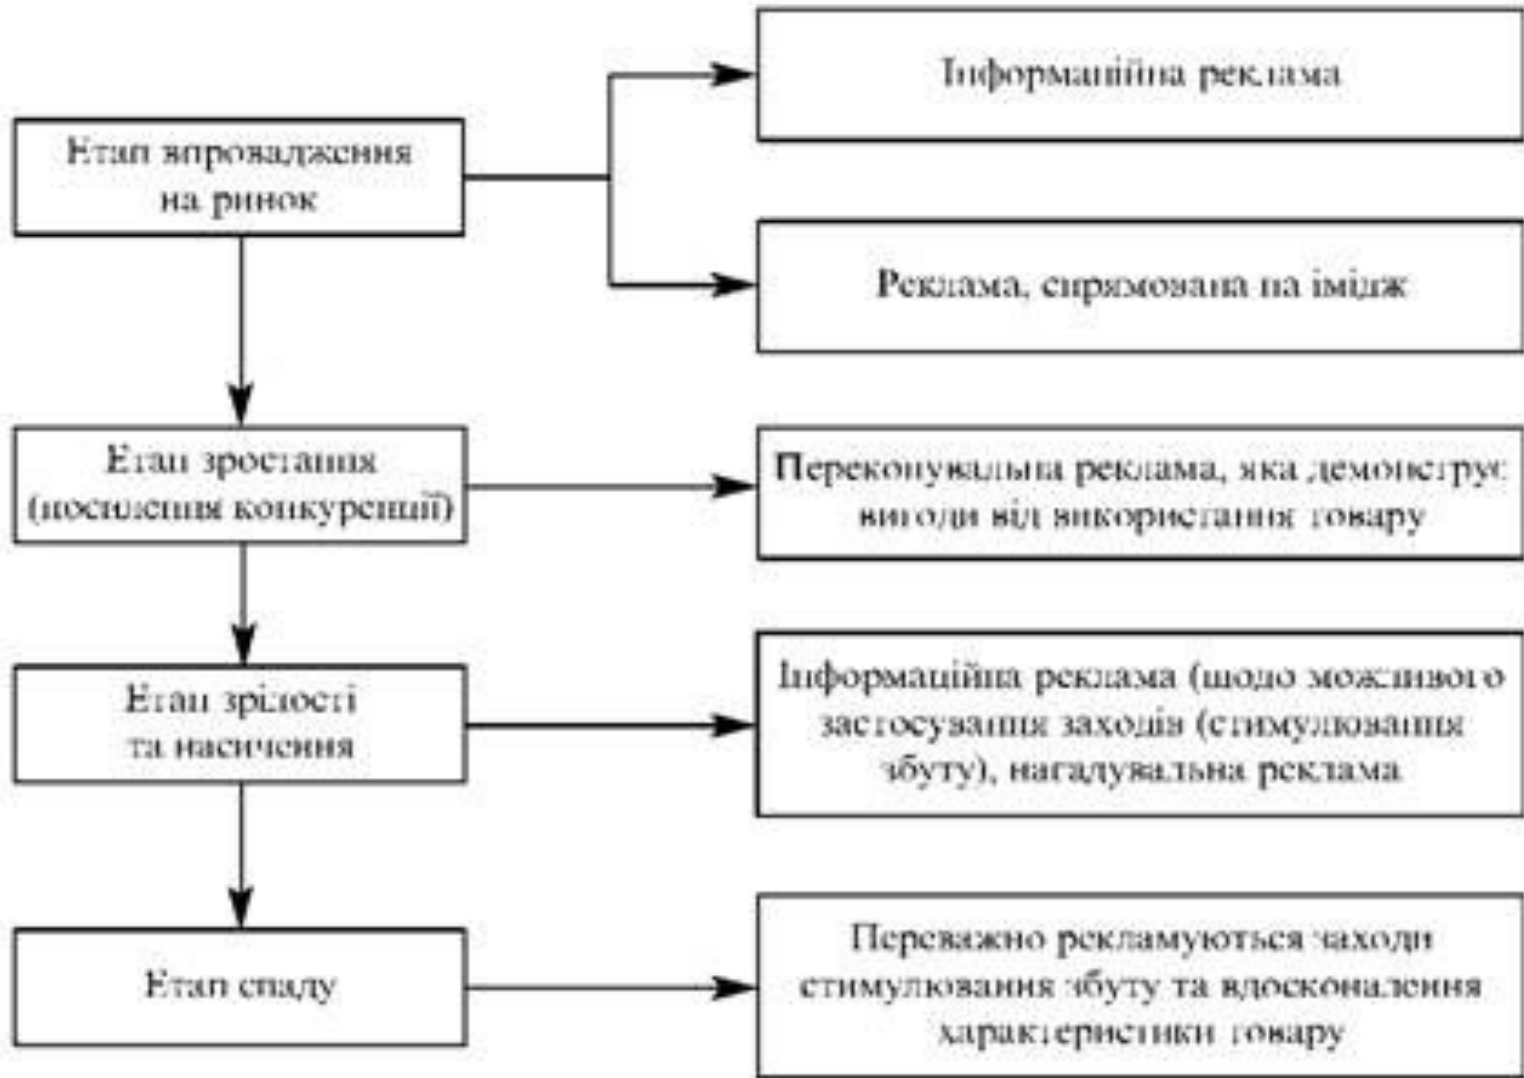 Інформаційна реклама
Етап впровадження
на ринок
Реклама, спрямована на імідж
Етап зростання
(посилення конкуренції)
Переконувальна реклама, яка демонструє
вигоди від використання товару
Етап зрілості
та насичення
Інформаційна реклама (щодо можливого
застосування заходів (стимулювання
збуту), нагадувальна реклама
Етап спаду
Переважно рекламуються заходи
стимулювання збуту та вдосконалення
характеристики товару